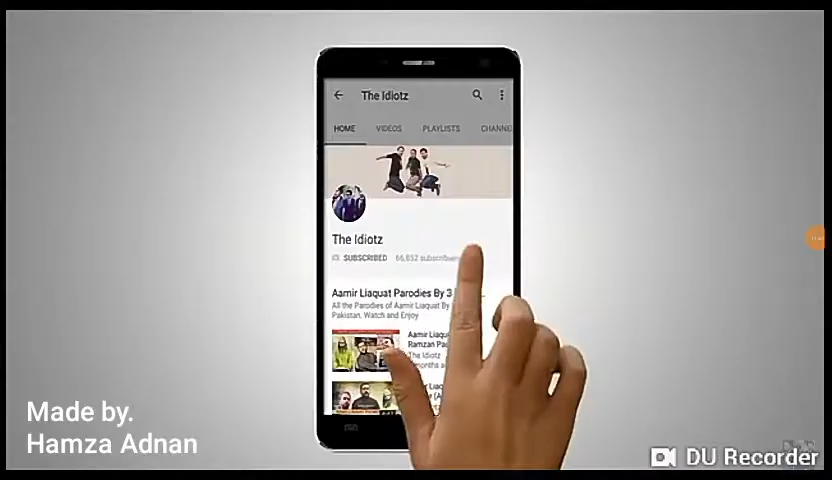 The Idiotz
HOME VIDEOS PLAYLISTS CHANN
The Idiotz
SUBSCRIBED 66,852 subscribers
Aamir Liaquat Parodies By 3
All the Parodies of Aamir Liaquat By
Pakistan, Watch and Enjoy
Aamir Liaqu
Ramzan Pa
The Idiotz
months a
Made by.
Hamza Adnan
DU Recorder